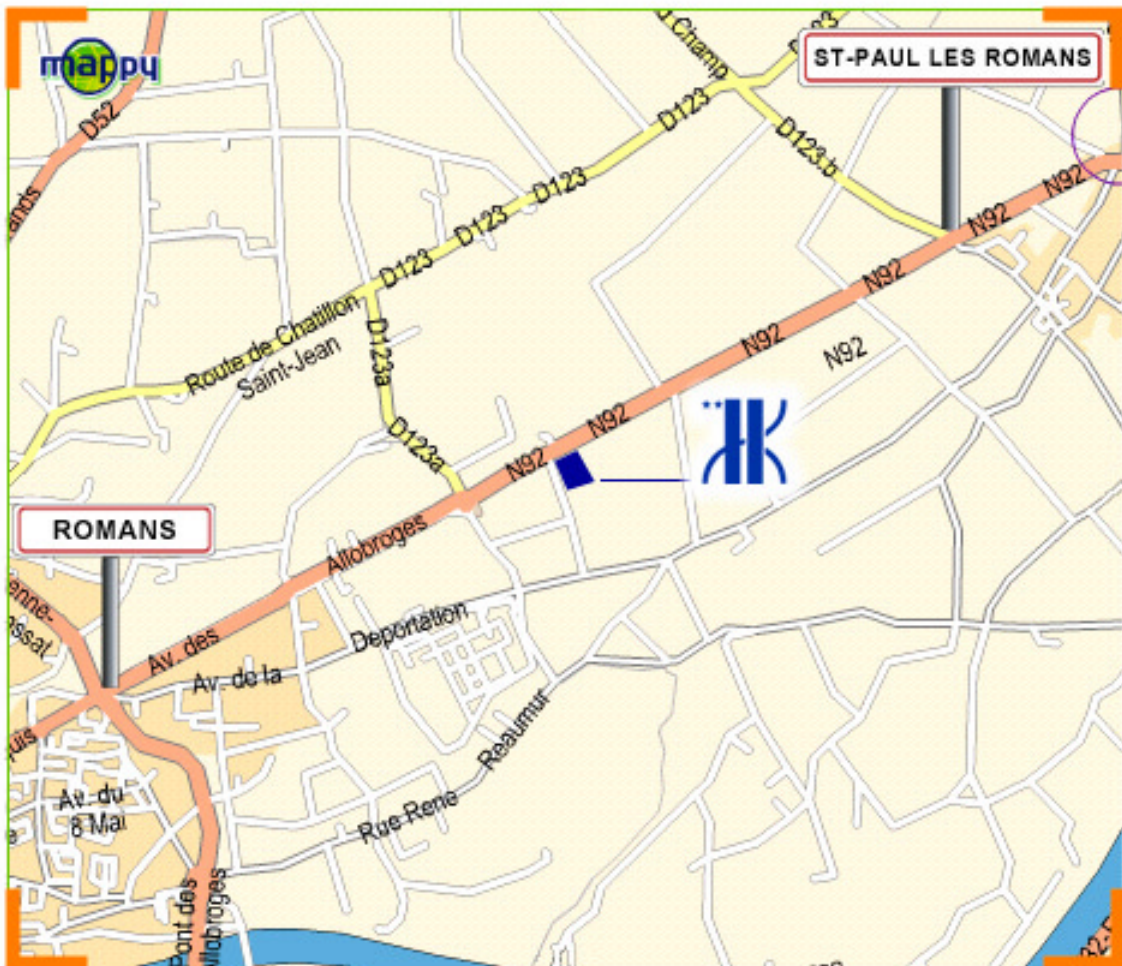 mappy
ST-PAUL LES ROMANS
D52
Champ
D123
D123
D123
D123
D123.b
N92
N92
N92
N92
N92
N92
N92
N92
Route de Chatillon
Saint-Jean
D123a
D123a
ROMANS
Allobroges
Av. des
Deportation
Av. de la
Reaumur
Rue Rene
Av. du
8 Mai
Pont des
Allobroges